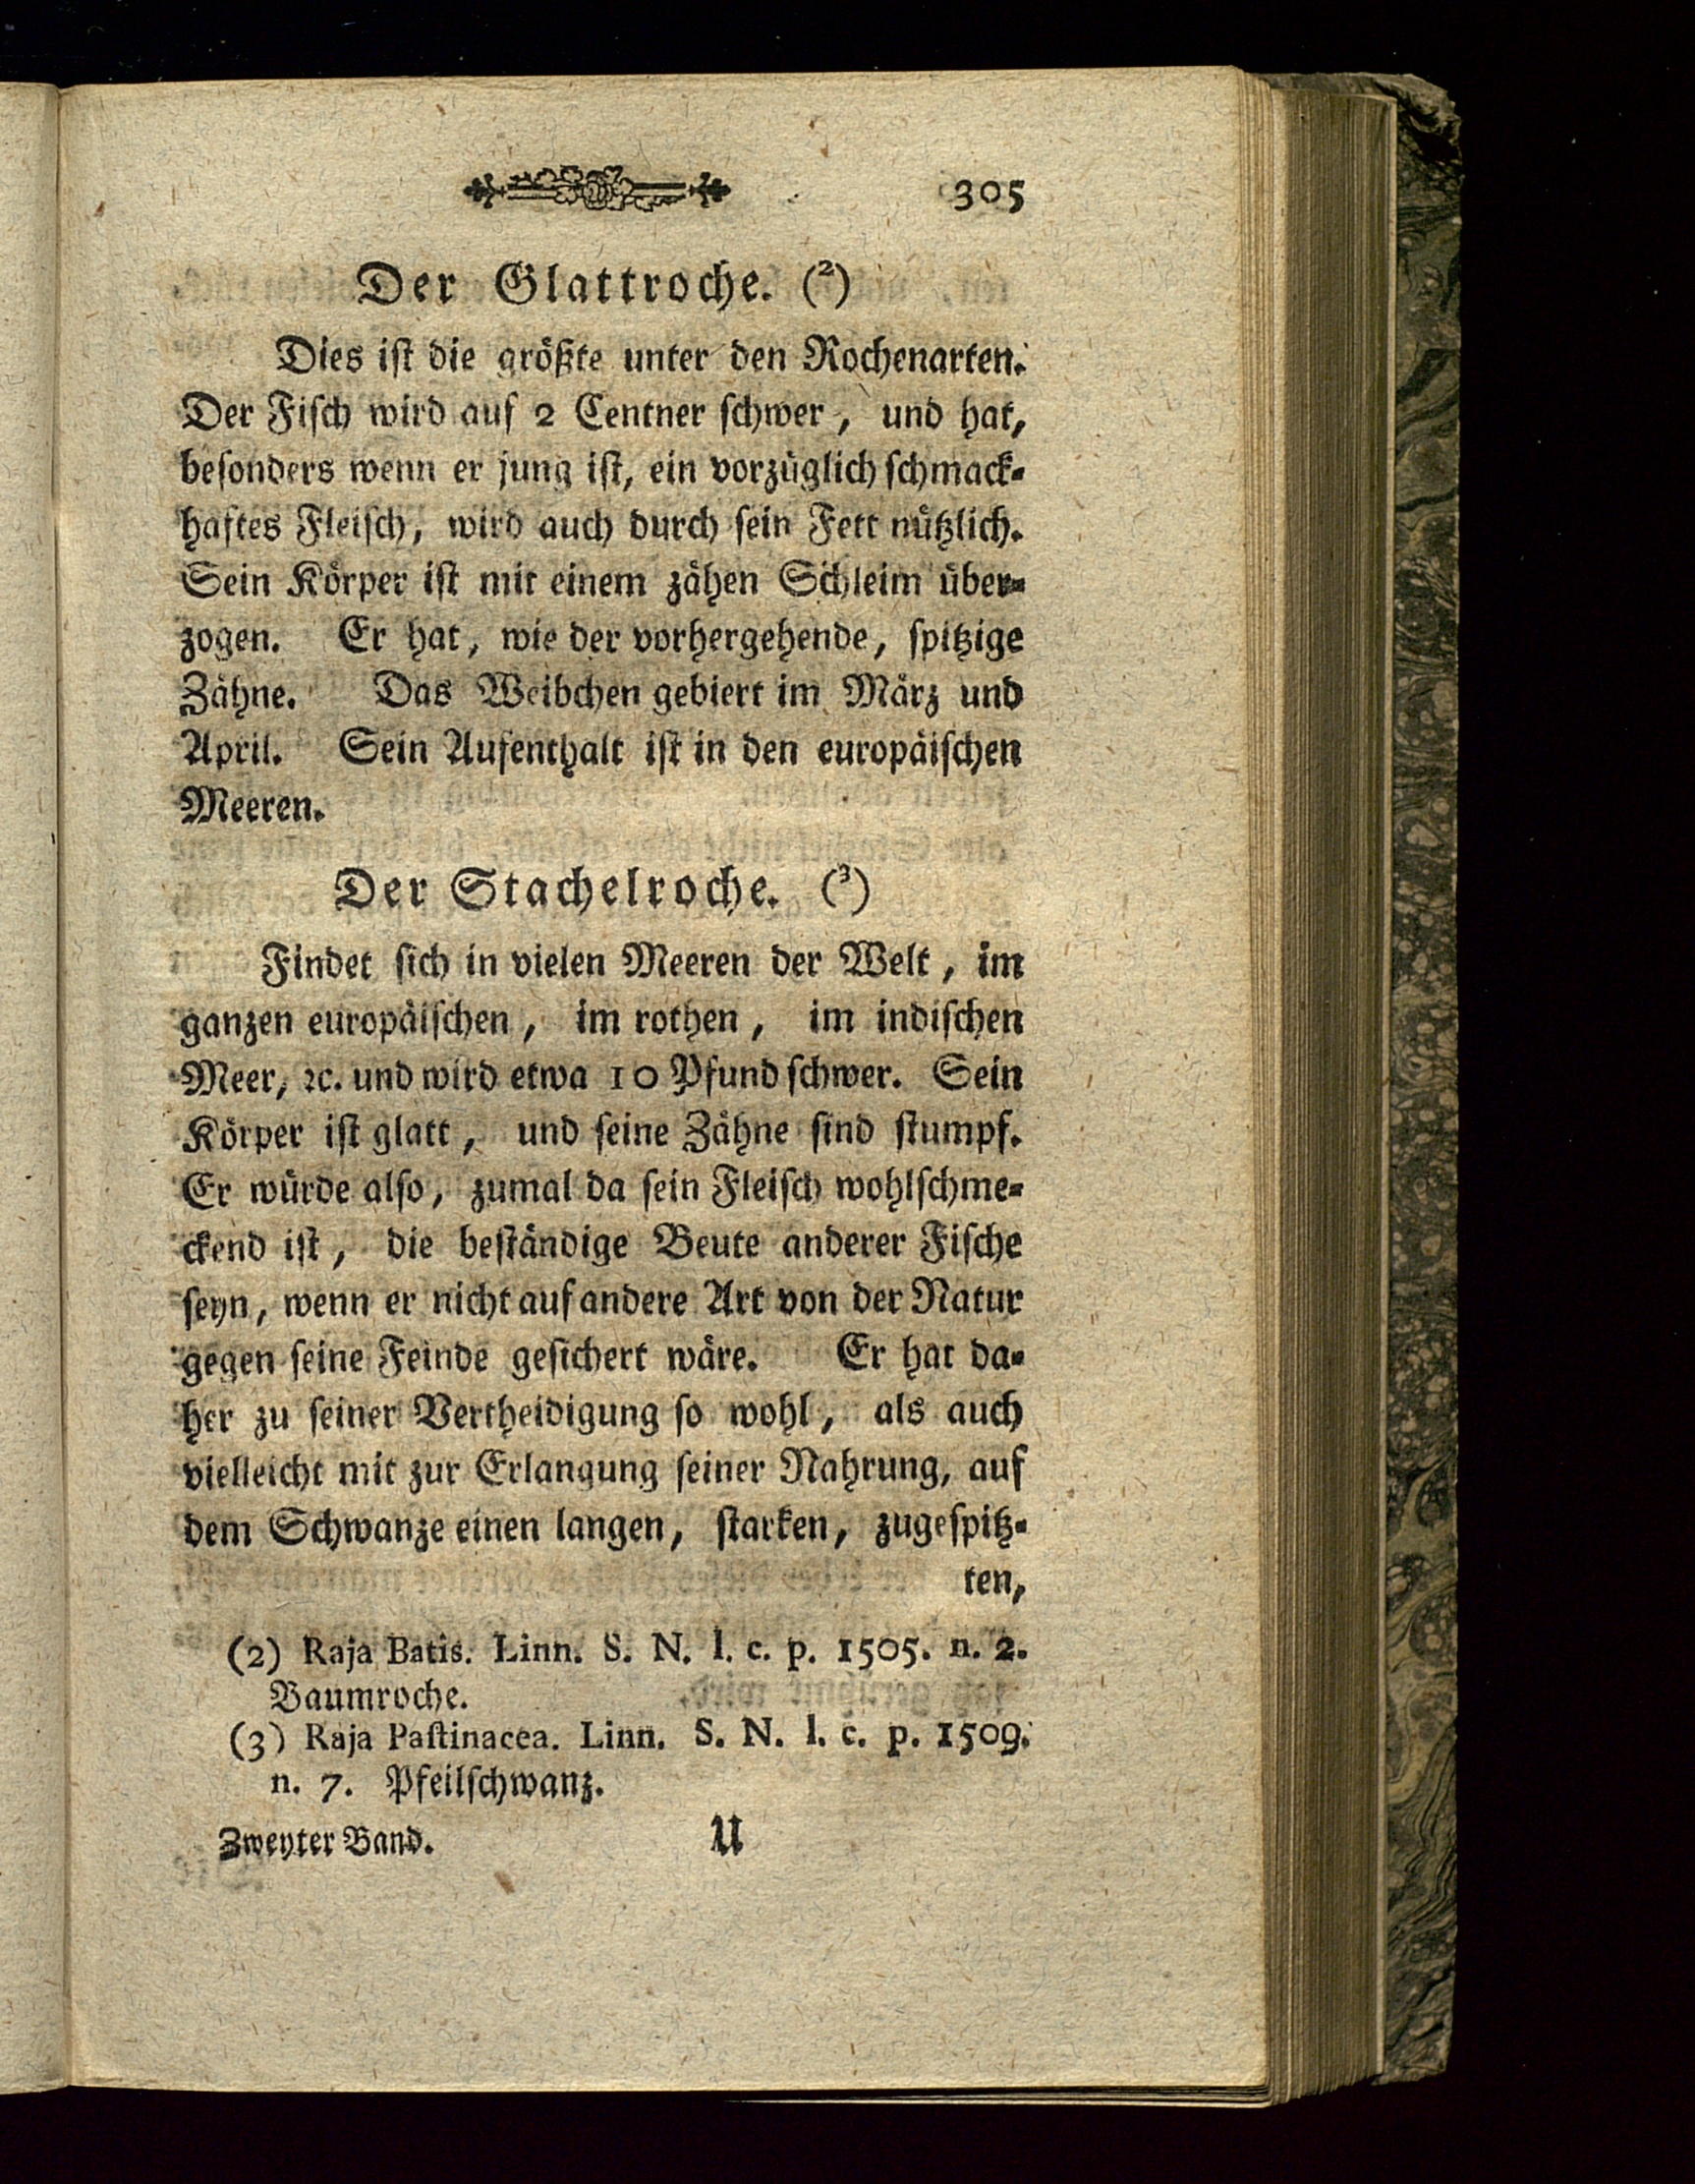 305
Der Glattroche. (²)
Dies iſt die größte unter den Rochenarten.
Der Fiſch wird auf 2 Centner ſchwer, und hat,
beſonders wenn er jung iſt, ein vorzüglich ſchmack-
haftes Fleiſch, wird auch durch ſein Fett nützlich.
Sein Körper iſt mit einem zähen Schleim über-
zogen. Er hat, wie der vorhergehende, ſpitzige
Zähne. Das Weibchen gebiert im März und
April. Sein Aufenthalt iſt in den europäiſchen
Meeren.
Der Stachelroche. (³)
Findet ſich in vielen Meeren der Welt, im
ganzen europäiſchen, im rothen, im indiſchen
Meer, ꝛc. und wird etwa 10 Pfund ſchwer. Sein
Körper iſt glatt, und ſeine Zähne ſind ſtumpf.
Er würde alſo, zumal da ſein Fleiſch wohlſchme-
ckend iſt, die beſtändige Beute anderer Fiſche
ſeyn, wenn er nicht auf andere Art von der Natur
gegen ſeine Feinde geſichert wäre. Er hat da-
her zu ſeiner Vertheidigung ſo wohl, als auch
vielleicht mit zur Erlangung ſeiner Nahrung, auf
dem Schwanze einen langen, ſtarken, zugeſpitz-
ten,
(2) Raja Batis. Linn. S. N. l. c. p. 1505. n. 2.
Baumroche.
(3) Raja Paſtinacea. Linn. S. N. l. c. p. 1509.
n. 7. Pfeilſchwanz.
Zweyter Band. U